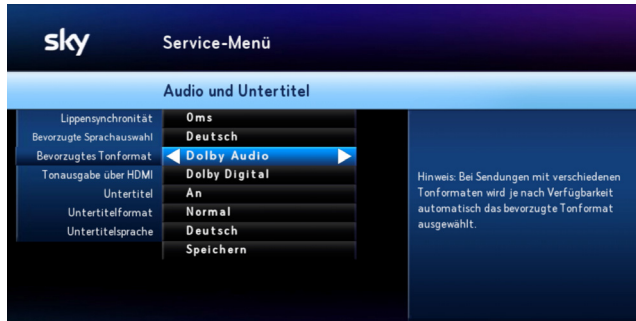 sky Service-Menü
Audio und Untertitel
Lippensynchronität 0ms
Bevorzugte Sprachauswahl Deutsch
Bevorzugtes Tonformat Dolby Audio
Tonausgabe über HDMI Dolby Digital
Untertitel An
Untertitelformat Normal
Untertitelsprache Deutsch
Speichern
Hinweis: Bei Sendungen mit verschiedenen
Tonformaten wird je nach Verfügbarkeit
automatisch das bevorzugte Tonformat
ausgewählt.